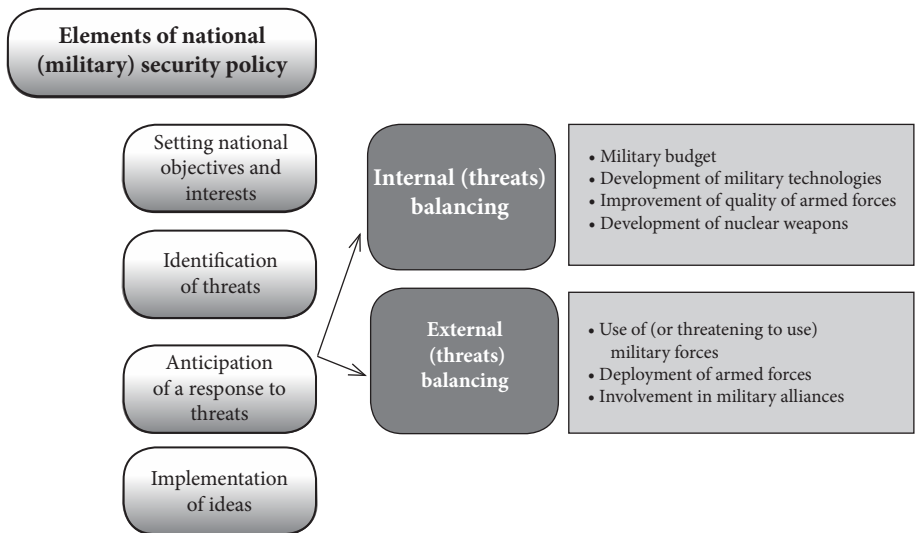 Elements of national
(military) security policy
Setting national
objectives and
interests
Identification
of threats
Anticipation
of a response to
threats
Implementation
of ideas
Internal (threats)
balancing
• Military budget
• Development of military technologies
• Improvement of quality of armed forces
• Development of nuclear weapons
External
(threats)
balancing
• Use of (or threatening to use)
military forces
• Deployment of armed forces
• Involvement in military alliances